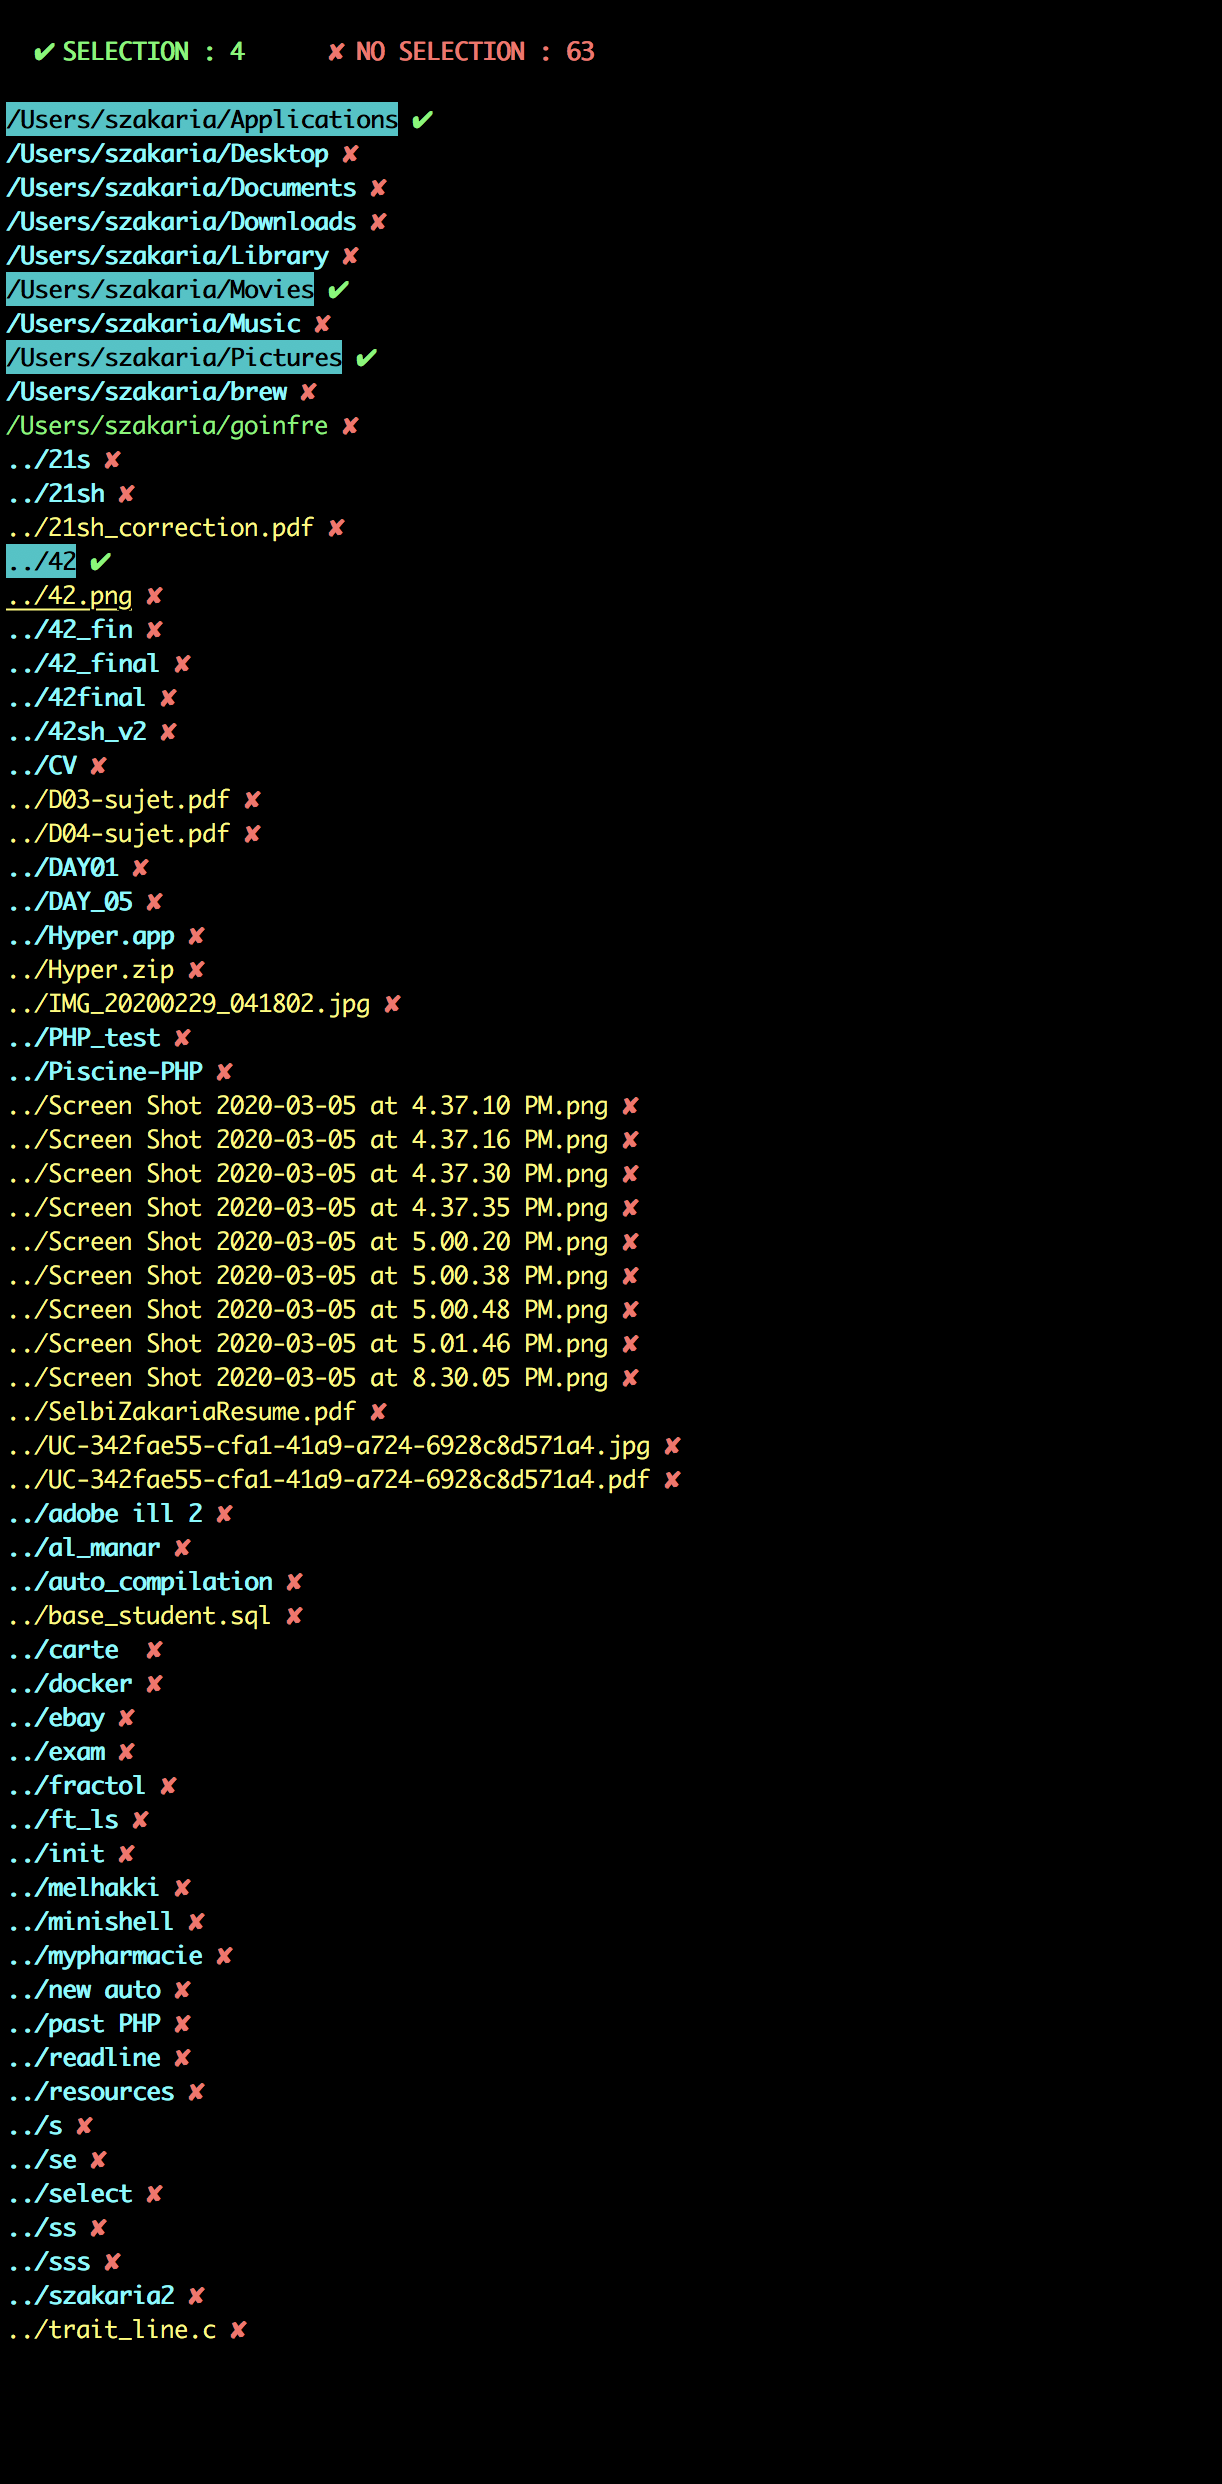 ✔ SELECTION : 4      ✘ NO SELECTION : 63
/Users/szakaria/Applications ✔
/Users/szakaria/Desktop ✘
/Users/szakaria/Documents ✘
/Users/szakaria/Downloads ✘
/Users/szakaria/Library ✘
/Users/szakaria/Movies ✔
/Users/szakaria/Music ✘
/Users/szakaria/Pictures ✔
/Users/szakaria/brew ✘
/Users/szakaria/goinfre ✘
../21s ✘
../21sh ✘
../21sh_correction.pdf ✘
../42 ✔
../42.png ✘
../42_fin ✘
../42_final ✘
../42final ✘
../42sh_v2 ✘
../CV ✘
../D03-sujet.pdf ✘
../D04-sujet.pdf ✘
../DAY01 ✘
../DAY_05 ✘
../Hyper.app ✘
../Hyper.zip ✘
../IMG_20200229_041802.jpg ✘
../PHP_test ✘
../Piscine-PHP ✘
../Screen Shot 2020-03-05 at 4.37.10 PM.png ✘
../Screen Shot 2020-03-05 at 4.37.16 PM.png ✘
../Screen Shot 2020-03-05 at 4.37.30 PM.png ✘
../Screen Shot 2020-03-05 at 4.37.35 PM.png ✘
../Screen Shot 2020-03-05 at 5.00.20 PM.png ✘
../Screen Shot 2020-03-05 at 5.00.38 PM.png ✘
../Screen Shot 2020-03-05 at 5.00.48 PM.png ✘
../Screen Shot 2020-03-05 at 5.01.46 PM.png ✘
../Screen Shot 2020-03-05 at 8.30.05 PM.png ✘
../SelbiZakariaResume.pdf ✘
../UC-342fae55-cfa1-41a9-a724-6928c8d571a4.jpg ✘
../UC-342fae55-cfa1-41a9-a724-6928c8d571a4.pdf ✘
../adobe ill 2 ✘
../al_manar ✘
../auto_compilation ✘
../base_student.sql ✘
../carte  ✘
../docker ✘
../ebay ✘
../exam ✘
../fractol ✘
../ft_ls ✘
../init ✘
../melhakki ✘
../minishell ✘
../mypharmacie ✘
../new auto ✘
../past PHP ✘
../readline ✘
../resources ✘
../s ✘
../se ✘
../select ✘
../ss ✘
../sss ✘
../szakaria2 ✘
../trait_line.c ✘